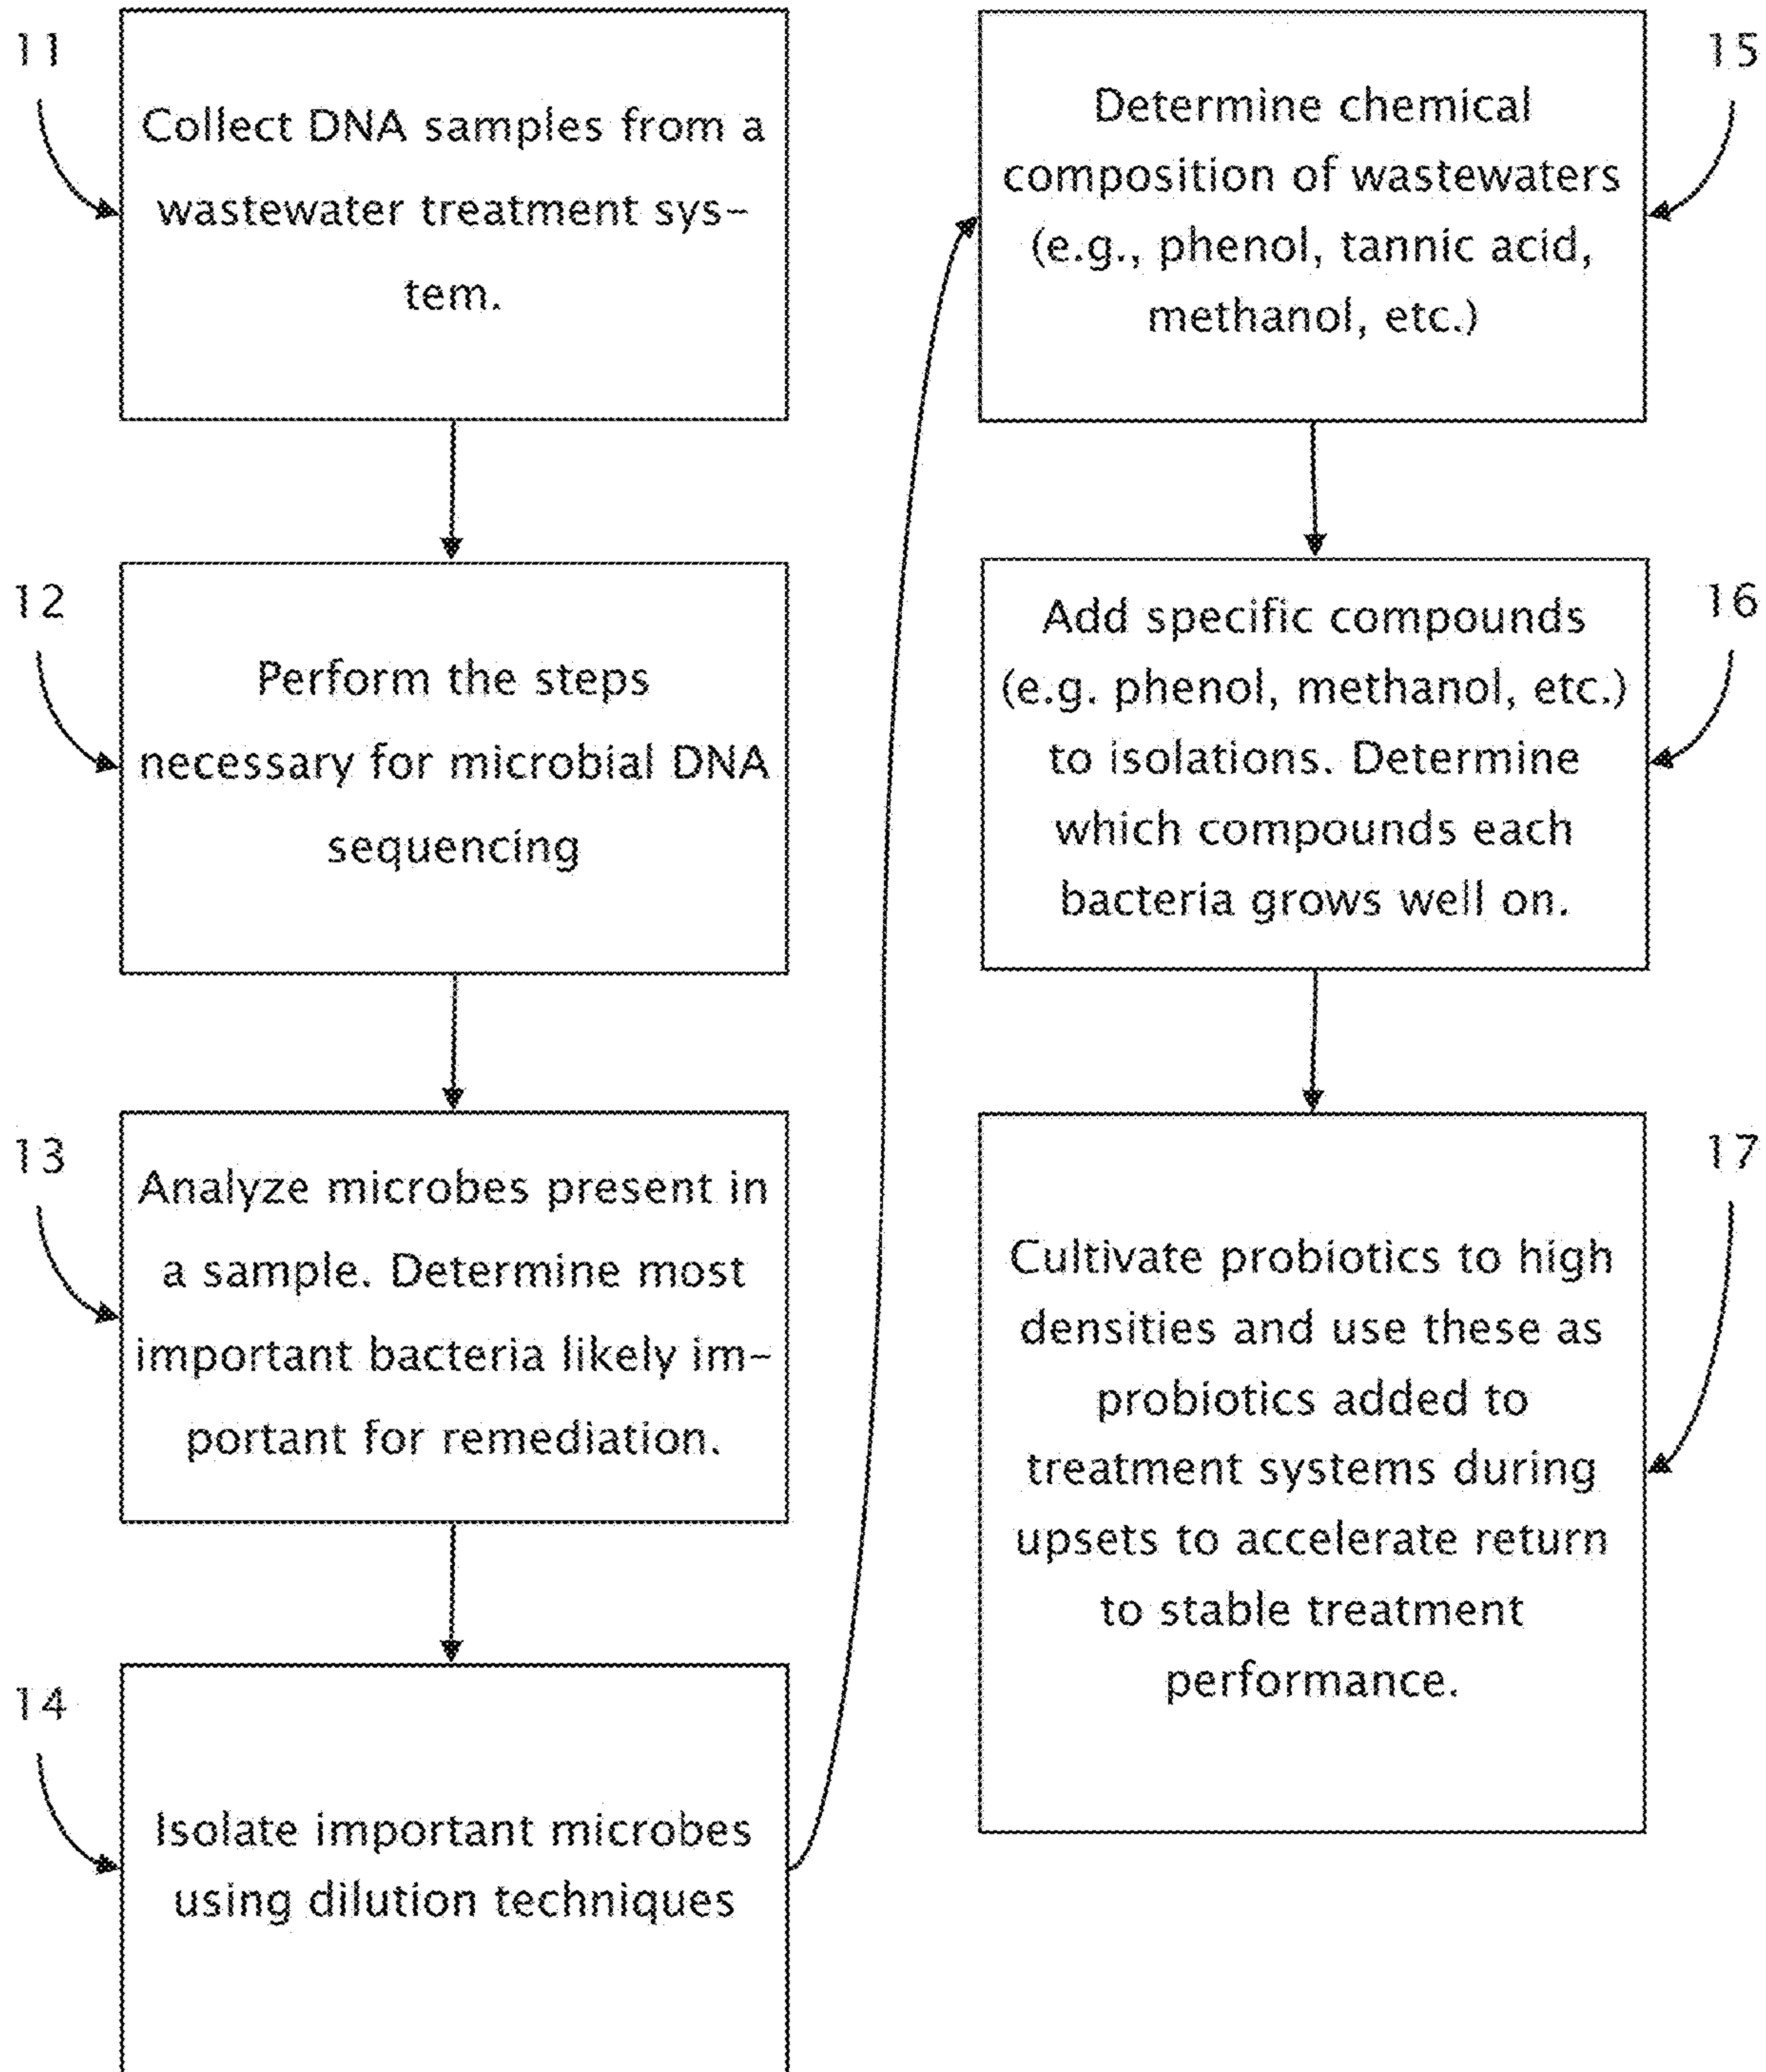 11
Collect DNA samples from a
wastewater treatment sys-
tem.
12
Perform the steps
necessary for microbial DNA
sequencing
13
Analyze microbes present in
a sample. Determine most
important bacteria likely im-
portant for remediation.
14
Isolate important microbes
using dilution techniques
15
Determine chemical
composition of wastewaters
(e.g., phenol, tannic acid,
methanol, etc.)
16
Add specific compounds
(e.g. phenol, methanol, etc.)
to isolations. Determine
which compounds each
bacteria grows well on.
17
Cultivate probiotics to high
densities and use these as
probiotics added to
treatment systems during
upsets to accelerate return
to stable treatment
performance.